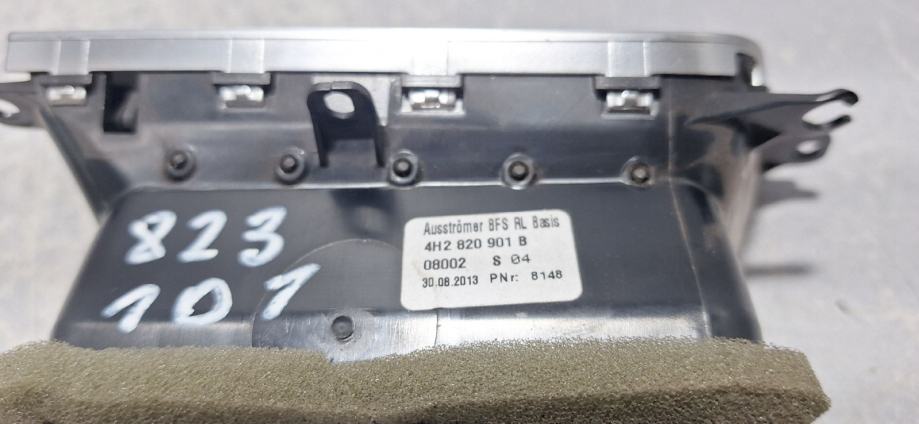 823
101
Ausströmer BFS RL Basis
4H2 820 901 B
08002 S 04
30.08.2013 PNr: 8148